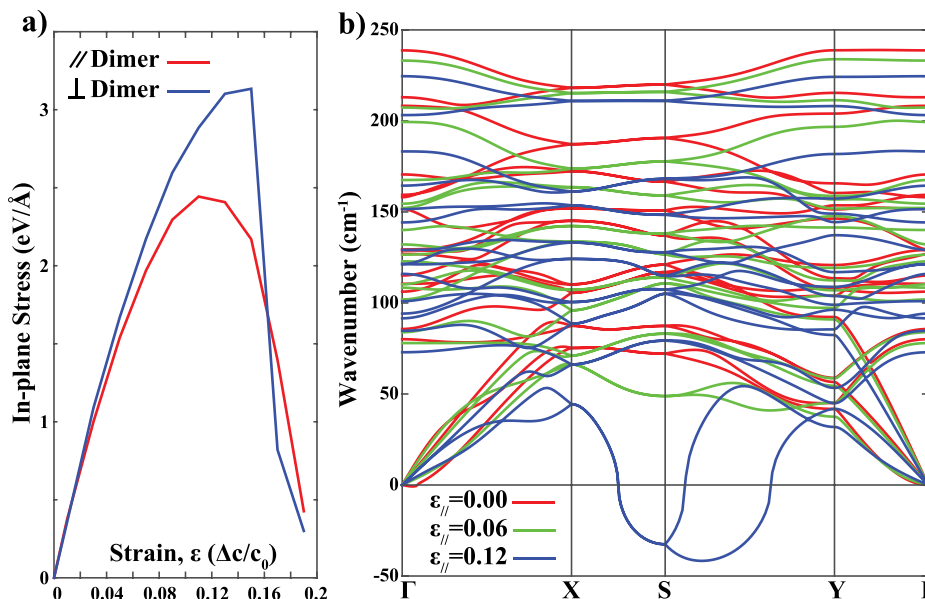 a)
// Dimer
⊥ Dimer
In-plane Stress (eV/Å)
3
2
1
0
Strain, ε (Δc/c₀)
0 0.04 0.08 0.12 0.16 0.2
b)
Wavenumber (cm⁻¹)
250
200
150
100
50
0
-50
ε//=0.00
ε//=0.06
ε//=0.12
Γ X S Y